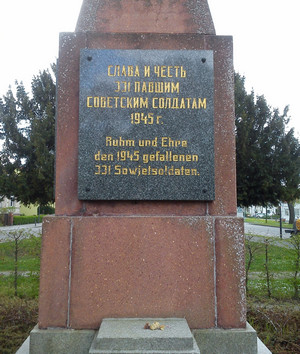 СЛАВА И ЧЕСТЬ
331 ПАВШИМ
СОВЕТСКИМ СОЛДАТАМ
1945 г.
Ruhm und Ehre
den 1945 gefallenen
331 Sowjetsoldaten.